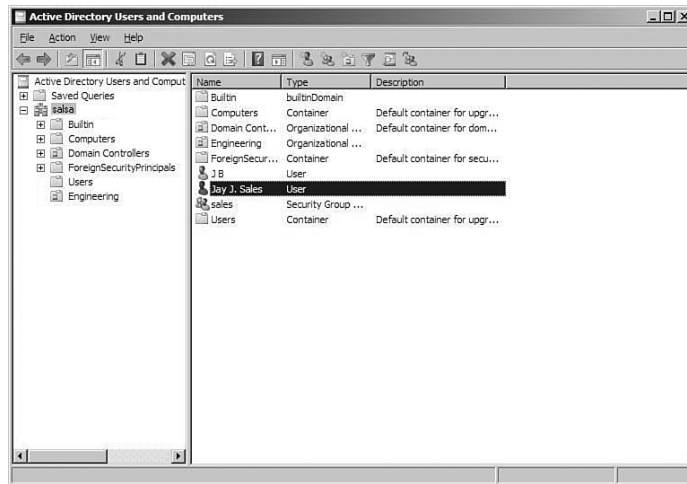 Active Directory Users and Computers
File Action View Help
Active Directory Users and Comput
Saved Queries
salsa
Builtin
Computers
Domain Controllers
ForeignSecurityPrincipals
Users
Engineering
Name Type Description
Builtin builtinDomain
Computers Container Default container for upgr...
Domain Cont... Organizational ... Default container for dom...
Engineering Organizational ...
ForeignSecur... Container Default container for secu...
J B User
Jay J. Sales User
sales Security Group ...
Users Container Default container for upgr...